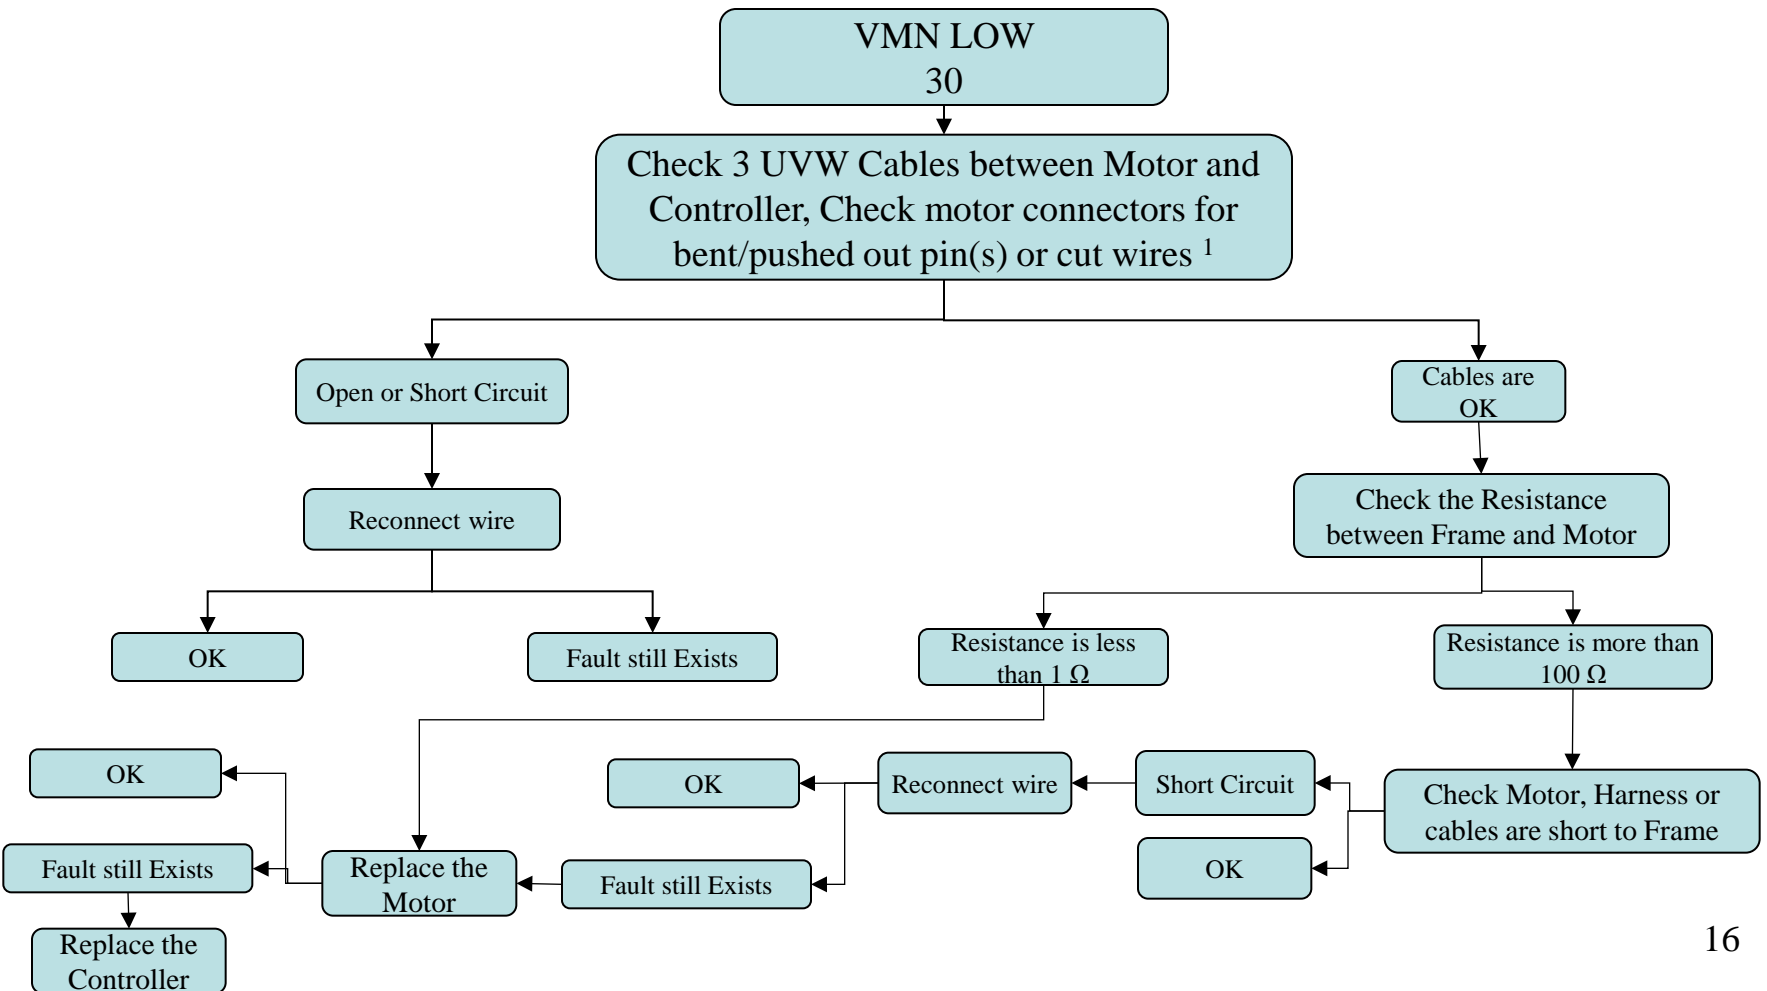 VMN LOW
30
Check 3 UVW Cables between Motor and
Controller, Check motor connectors for
bent/pushed out pin(s) or cut wires ¹
Open or Short Circuit
Cables are
OK
Reconnect wire
Check the Resistance
between Frame and Motor
OK
Fault still Exists
Resistance is less
than 1 Ω
Resistance is more than
100 Ω
OK
OK
Reconnect wire
Short Circuit
Check Motor, Harness or
cables are short to Frame
Fault still Exists
Replace the
Motor
Fault still Exists
OK
Replace the
Controller
16